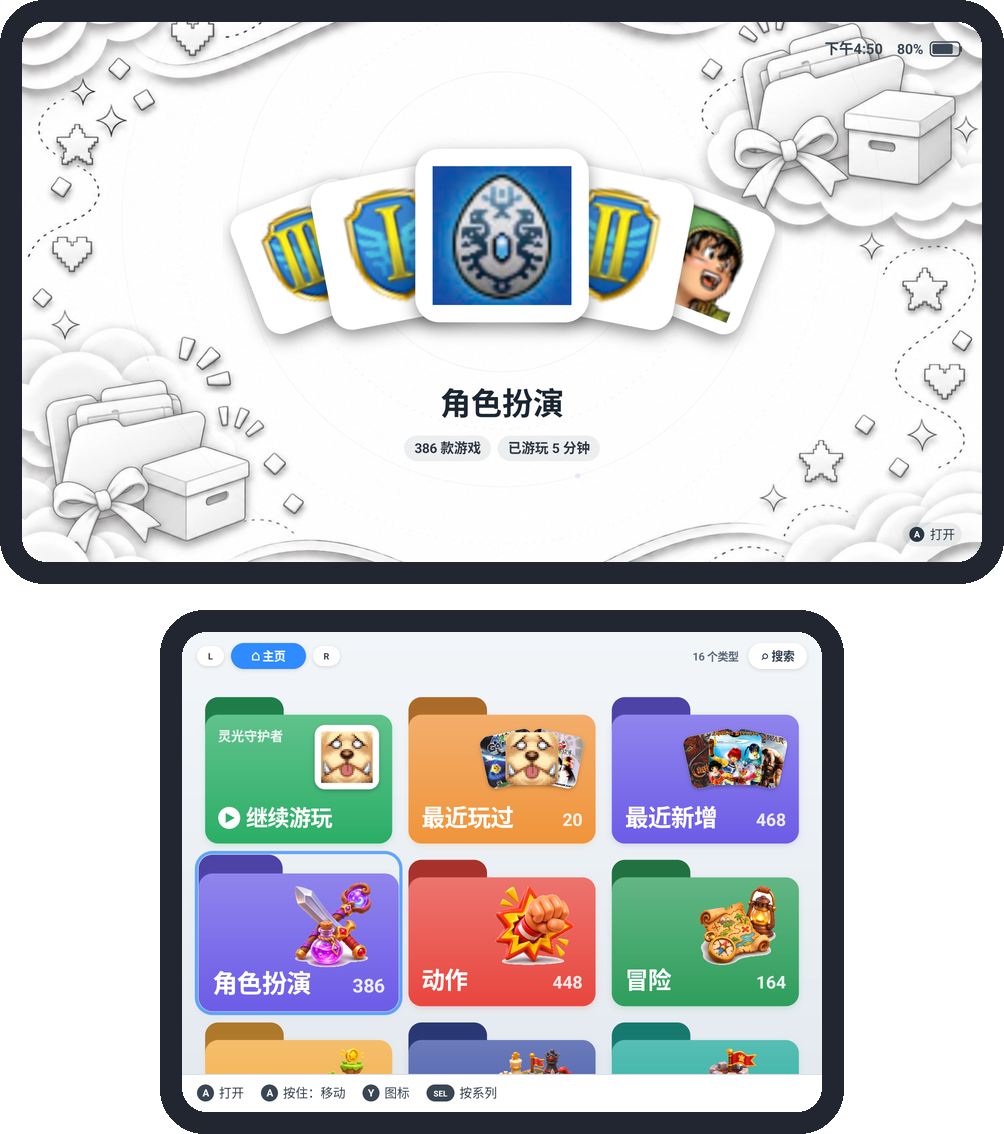 下午4:50 80%
III I II
角色扮演
386 款游戏 已游玩 5 分钟
A 打开
L 主页 R 16 个类型 搜索
灵光守护者
继续游玩
最近玩过 20
最近新增 468
角色扮演 386
动作 448
冒险 164
A 打开 A 按住：移动 Y 图标 SEL 按系列